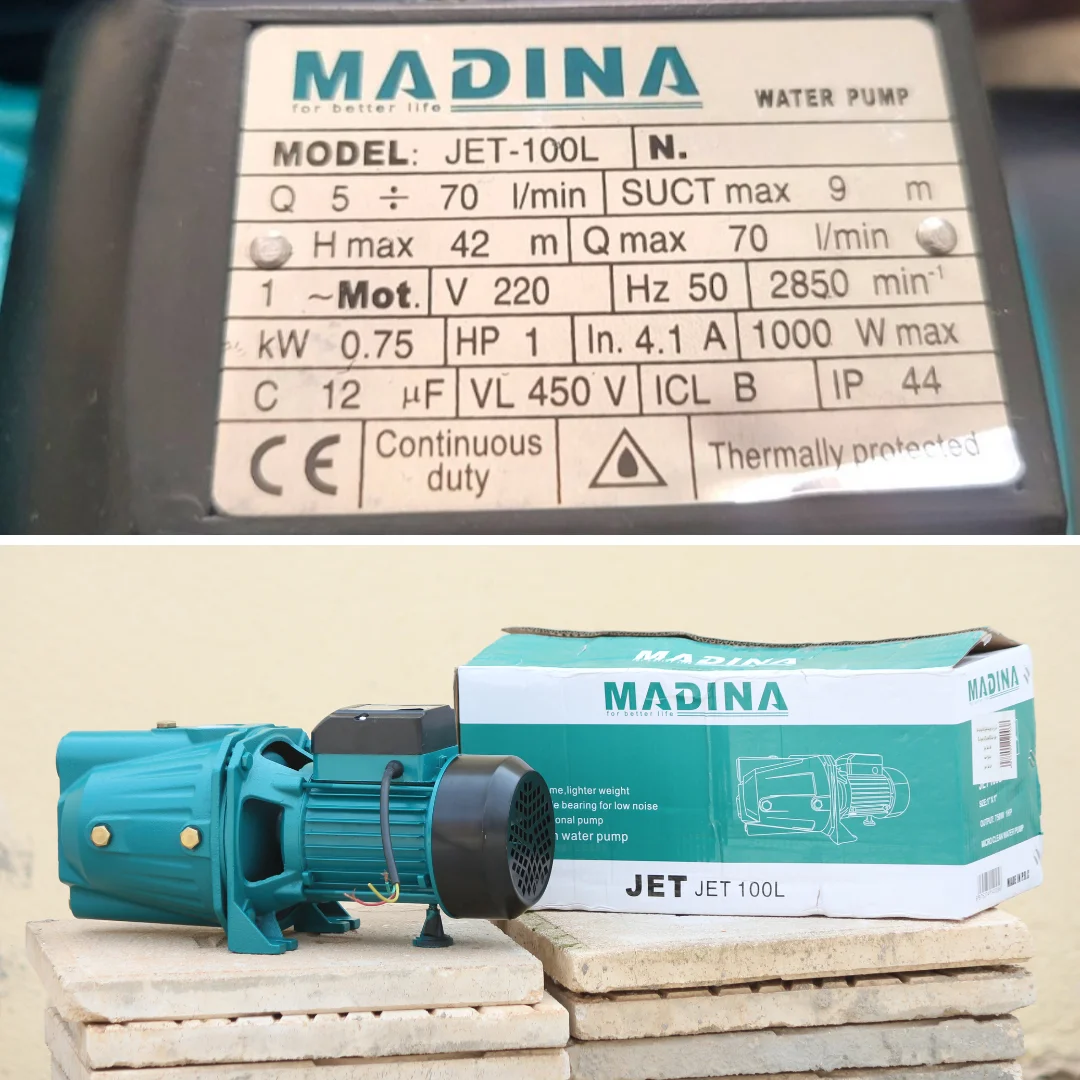 MADINA
for better life
WATER PUMP
MODEL: JET-100L N.
Q 5 ÷ 70 l/min SUCT max 9 m
H max 42 m Q max 70 l/min
1 ~Mot. V 220 Hz 50 2850 min⁻¹
kW 0.75 HP 1 In. 4.1 A 1000 W max
C 12 µF VL 450 V ICL B IP 44
CE Continuous duty Thermally protected
MADINA
MADINA
for better life
MADINA
lighter weight
bearing for low noise
pump
water pump
JET JET 100L
MADE IN P.R.C